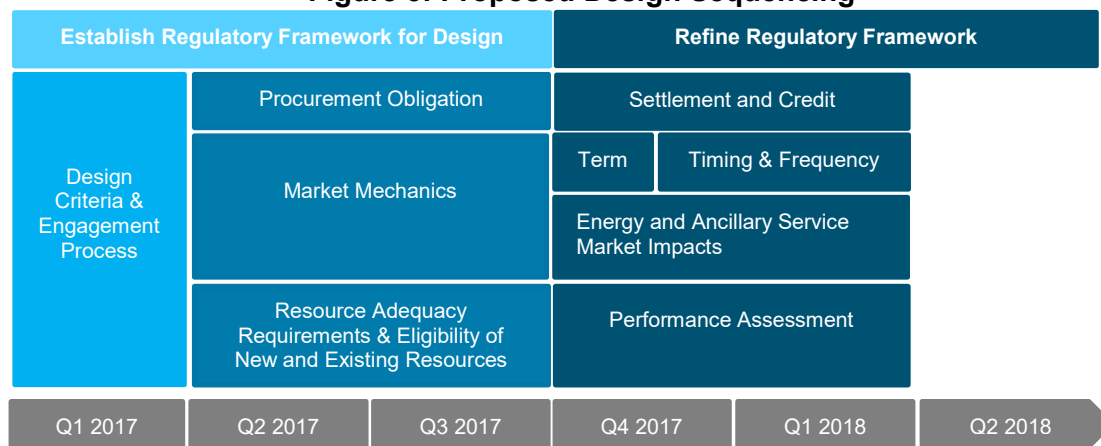 Establish Regulatory Framework for Design
Refine Regulatory Framework
Design
Criteria &
Engagement
Process
Procurement Obligation
Market Mechanics
Resource Adequacy
Requirements & Eligibility of
New and Existing Resources
Settlement and Credit
Term
Timing & Frequency
Energy and Ancillary Service
Market Impacts
Performance Assessment
Q1 2017
Q2 2017
Q3 2017
Q4 2017
Q1 2018
Q2 2018